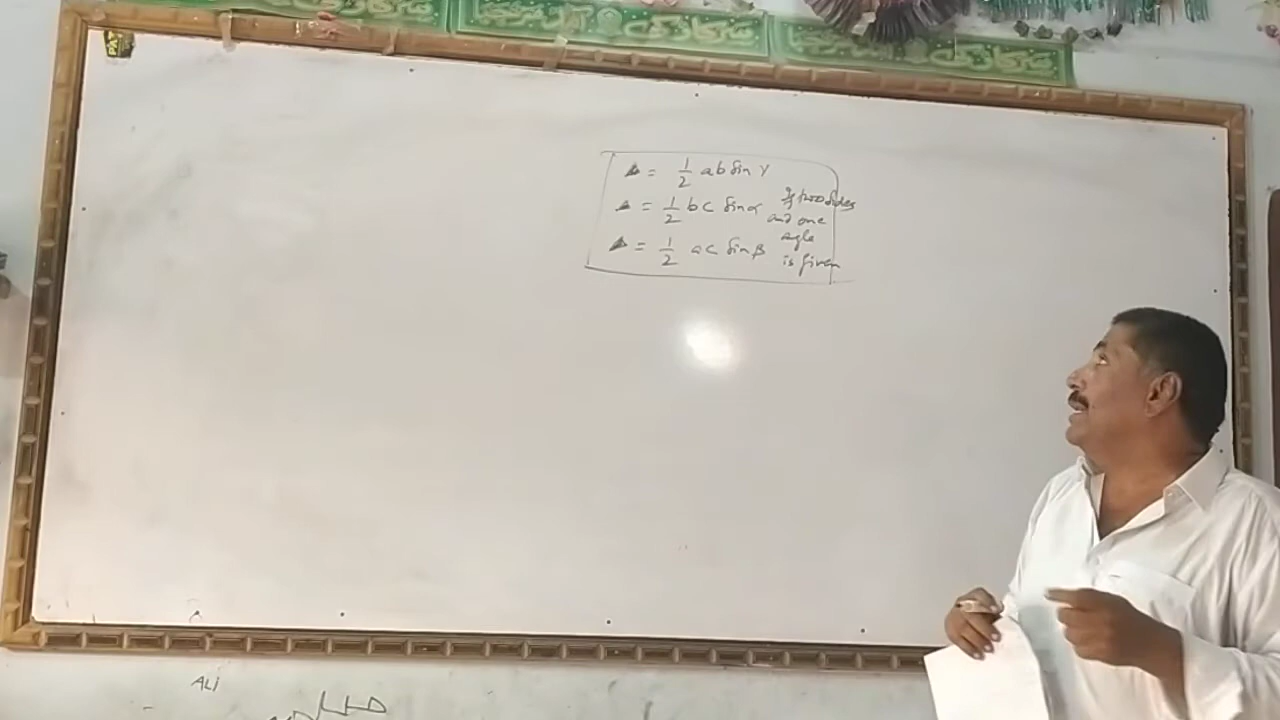 Δ = 1/2 ab Sin γ
Δ = 1/2 bc Sin α
Δ = 1/2 ac Sin β
If two Sides
and one
agle
is given
ALI